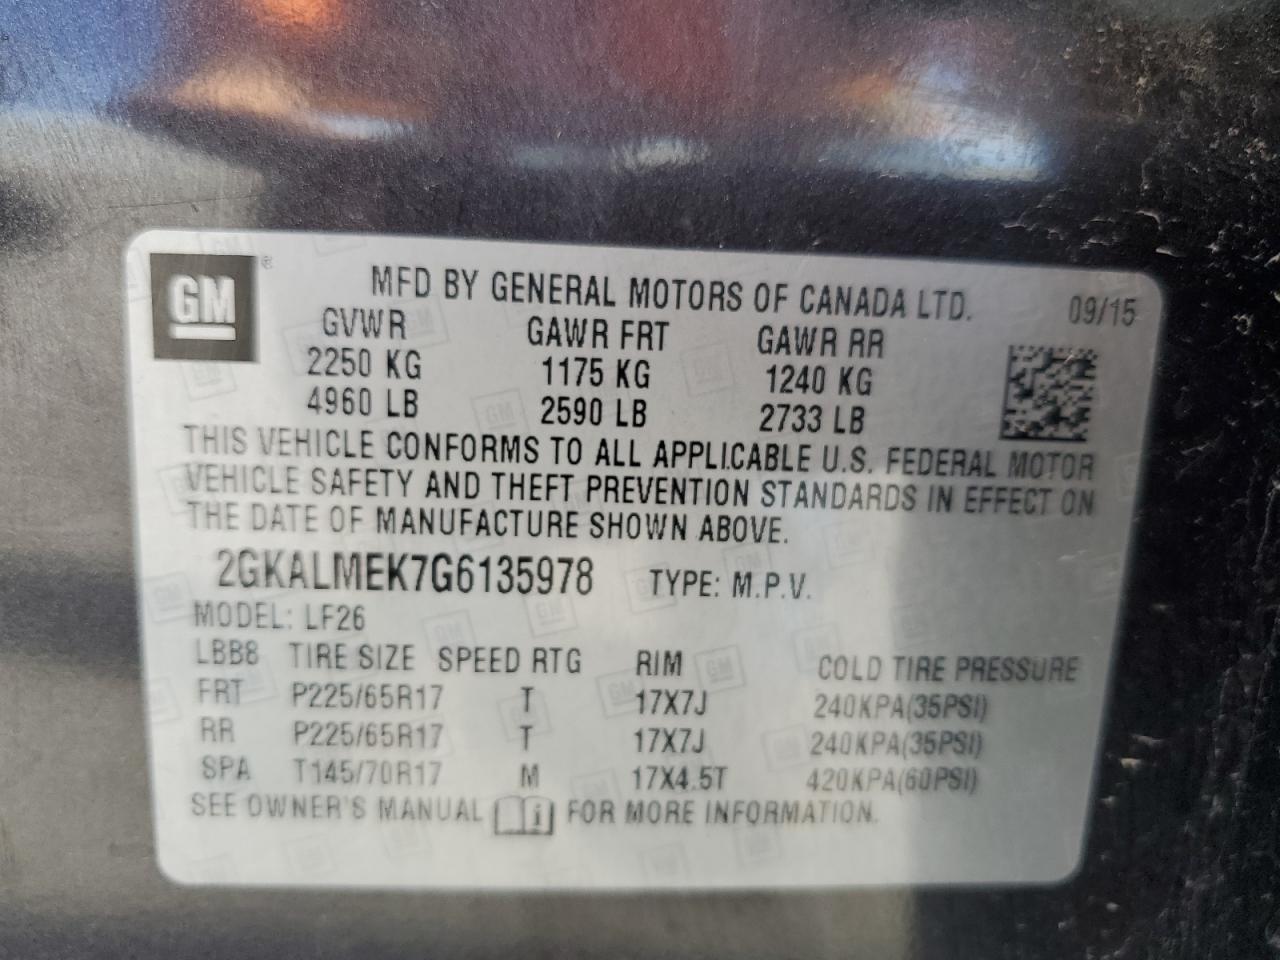 GM ® MFD BY GENERAL MOTORS OF CANADA LTD. 09/15
GVWR GAWR FRT GAWR RR
2250 KG 1175 KG 1240 KG
4960 LB 2590 LB 2733 LB
THIS VEHICLE CONFORMS TO ALL APPLICABLE U.S. FEDERAL MOTOR
VEHICLE SAFETY AND THEFT PREVENTION STANDARDS IN EFFECT ON
THE DATE OF MANUFACTURE SHOWN ABOVE.
2GKALMEK7G6135978 TYPE: M.P.V.
MODEL: LF26
LBB8 TIRE SIZE SPEED RTG RIM COLD TIRE PRESSURE
FRT P225/65R17 T 17X7J 240KPA(35PSI)
RR P225/65R17 T 17X7J 240KPA(35PSI)
SPA T145/70R17 M 17X4.5T 420KPA(60PSI)
SEE OWNER'S MANUAL i FOR MORE INFORMATION.